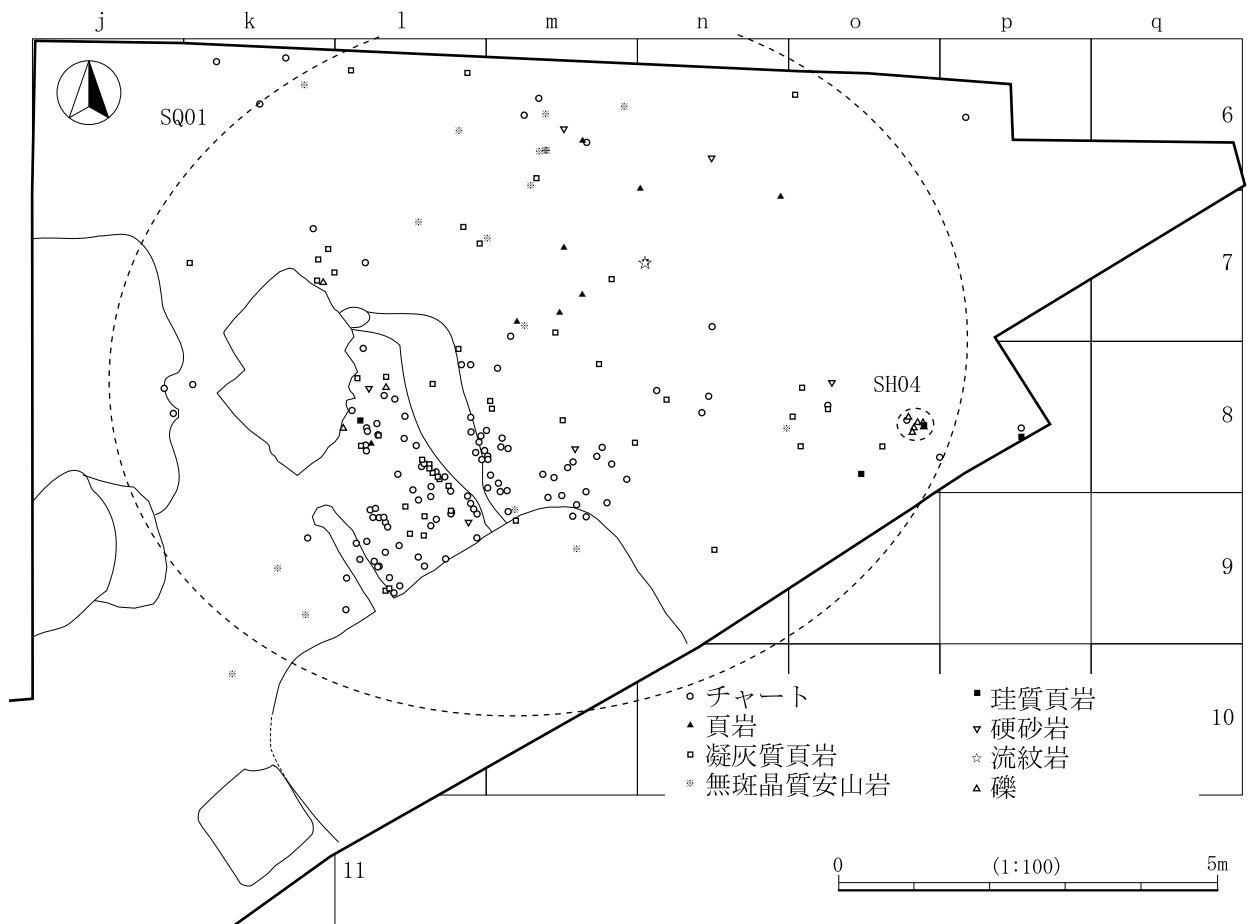 j k l m n o p q
6
SQ01
7
SH04
8
9
10
○ チャート
▲ 頁岩
□ 凝灰質頁岩
※ 無斑晶質安山岩
■ 珪質頁岩
▽ 硬砂岩
☆ 流紋岩
△ 礫
11
0 (1:100) 5m